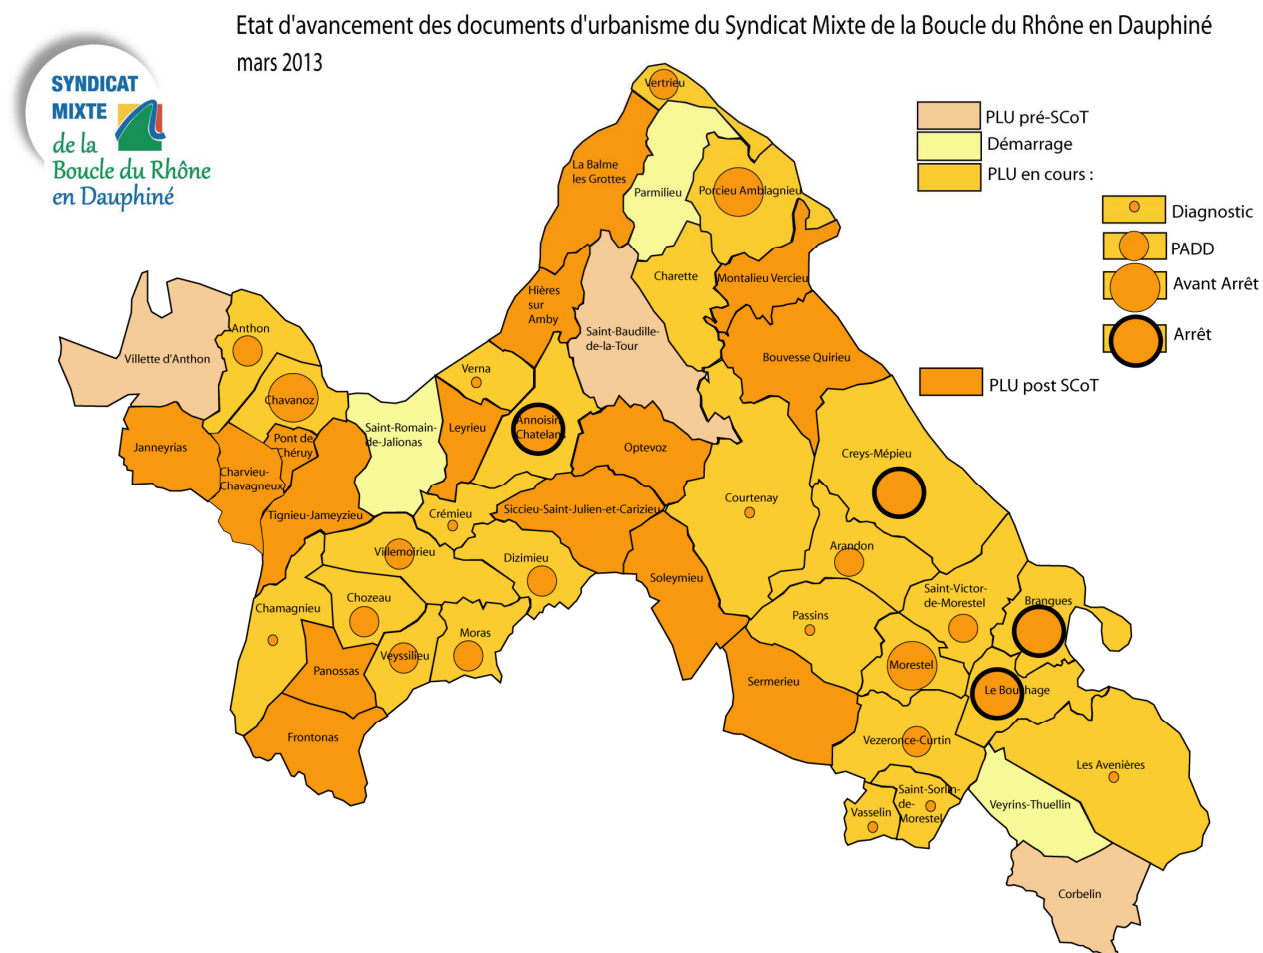 Etat d'avancement des documents d'urbanisme du Syndicat Mixte de la Boucle du Rhône en Dauphiné
mars 2013
SYNDICAT
MIXTE
de la
Boucle du Rhône
en Dauphiné
PLU pré-SCoT
Démarrage
PLU en cours :
Diagnostic
PADD
Avant Arrêt
Arrêt
PLU post SCoT
Vertrieu
La Balme
les Grottes
Parmilieu
Porcieu Amblagnieu
Charette
Montalieu Vercieu
Hières
sur
Amby
Saint-Baudille-
de-la-Tour
Bouvesse Quirieu
Villette d'Anthon
Anthon
Verna
Chavanoz
Saint-Romain-
de-Jalionas
Leyrieu
Annoisin
Chatelans
Optevoz
Janneyrias
Pont de
Chéruy
Charvieu-
Chavagneux
Tignieu-Jameyzieu
Creys-Mépieu
Courtenay
Crémieu
Siccieu-Saint-Julien-et-Carizieu
Villemoirieu
Dizimieu
Arandon
Soleymieu
Saint-Victor-
de-Morestel
Brangues
Chozeau
Chamagnieu
Passins
Moras
Veyssilieu
Panossas
Morestel
Sermerieu
Le Bouchage
Frontonas
Vezeronce-Curtin
Les Avenières
Saint-Sorlin-
de-
Morestel
Vasselin
Veyrins-Thuellin
Corbelin